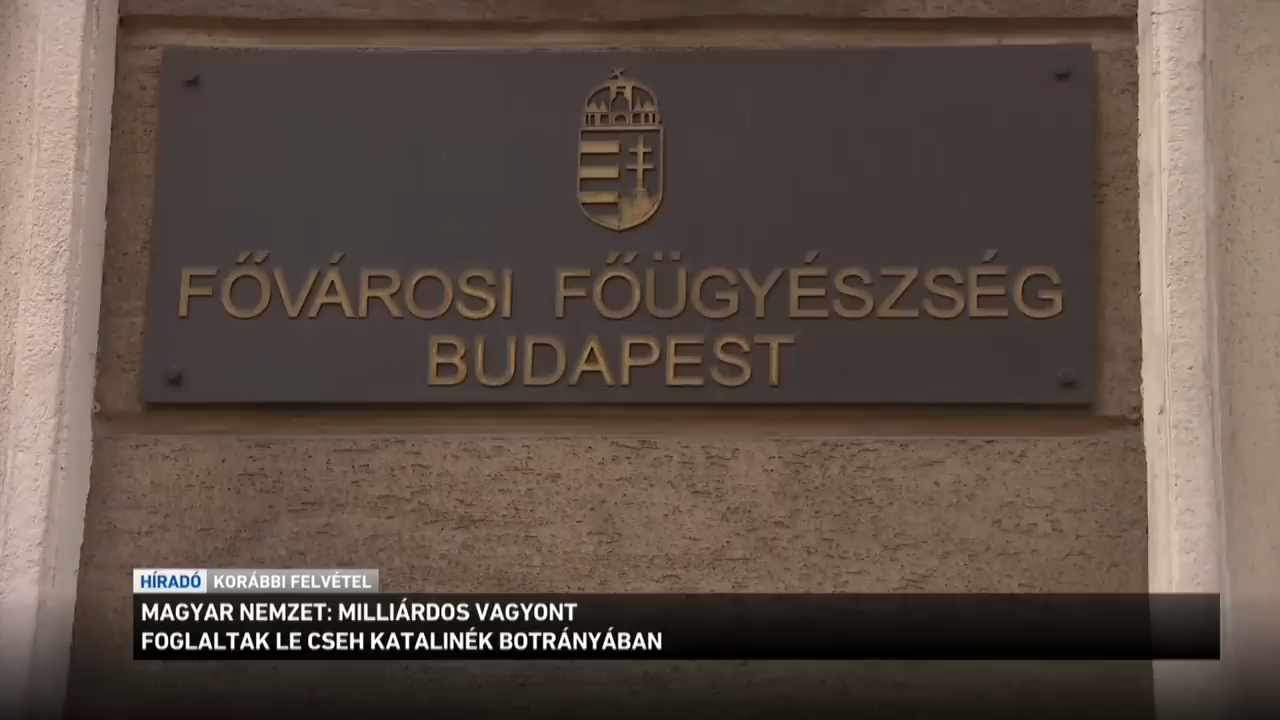 FŐVÁROSI FŐÜGYÉSZSÉG
BUDAPEST
HÍRADÓ KORÁBBI FELVÉTEL
MAGYAR NEMZET: MILLIÁRDOS VAGYONT
FOGLALTAK LE CSEH KATALINÉK BOTRÁNYÁBAN